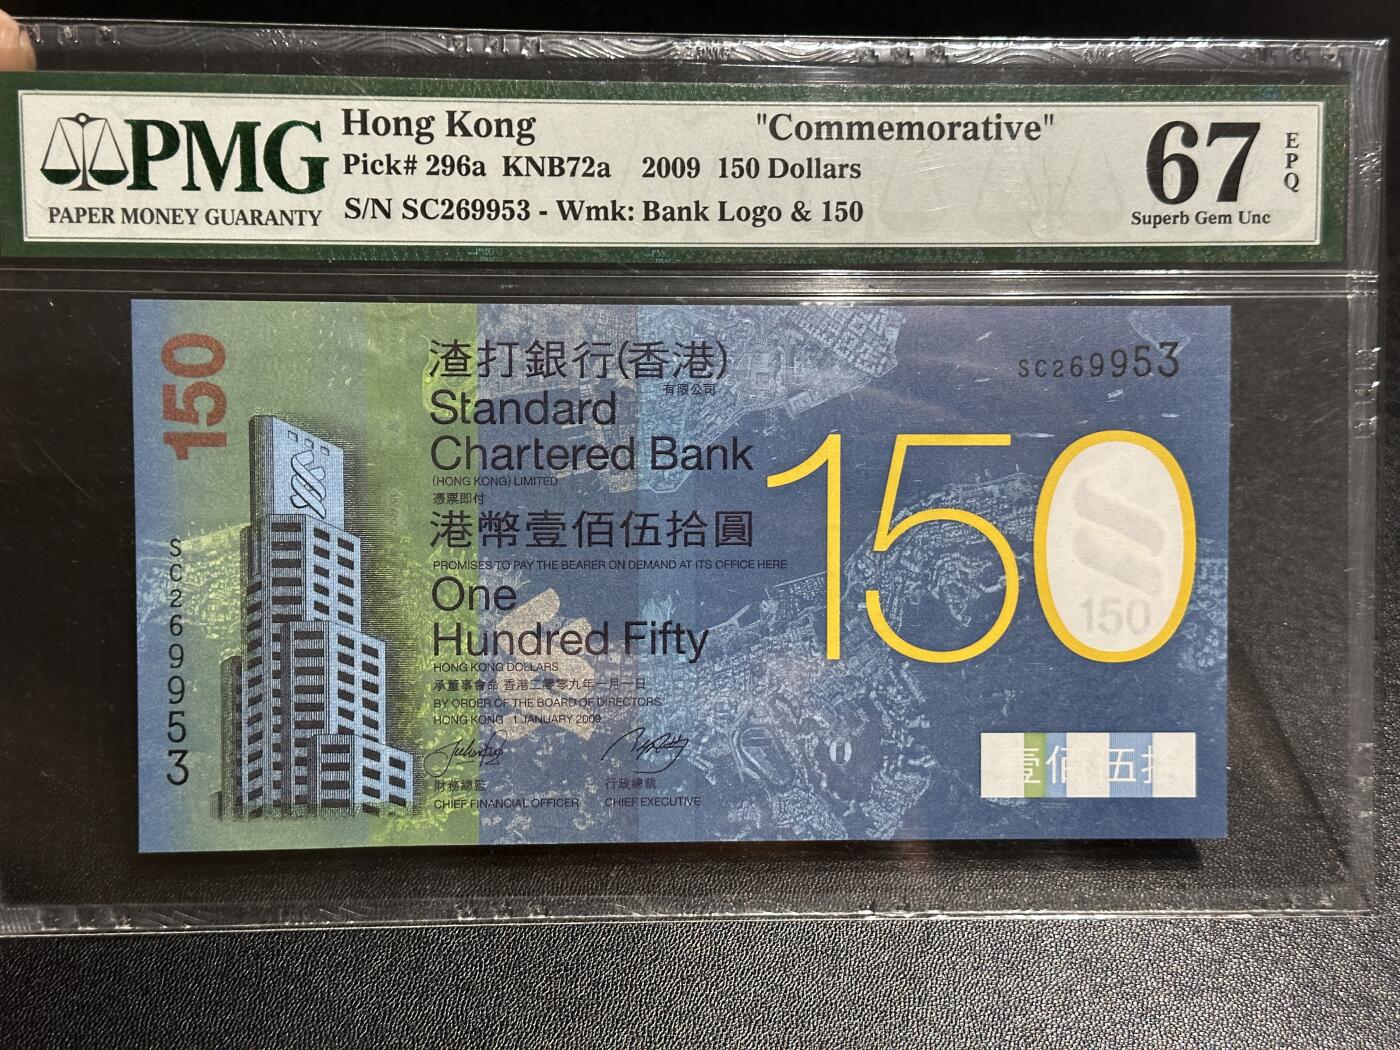 PMG
PAPER MONEY GUARANTY
Hong Kong
"Commemorative"
Pick# 296a KNB72a 2009 150 Dollars
S/N SC269953 - Wmk: Bank Logo & 150
67
EPQ
Superb Gem Unc
150
渣打銀行(香港)
有限公司
SC269953
Standard
Chartered Bank
(HONG KONG) LIMITED
憑票即付
港幣壹佰伍拾圓
PROMISES TO PAY THE BEARER ON DEMAND AT ITS OFFICE HERE
One
Hundred Fifty
HONG KONG DOLLARS
承董事會命 香港二零零九年一月一日
BY ORDER OF THE BOARD OF DIRECTORS
HONG KONG 1 JANUARY 2009
財務總監
行政總裁
CHIEF FINANCIAL OFFICER
CHIEF EXECUTIVE
150
150
SC269953